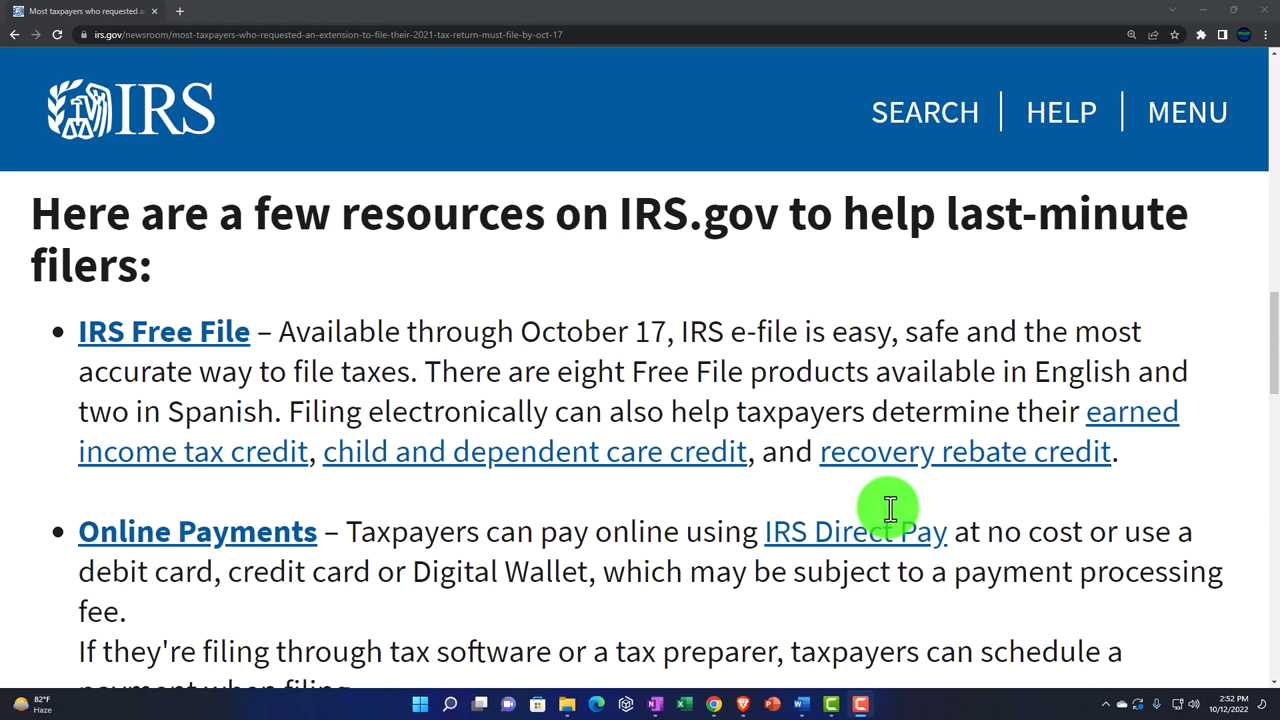 Most taxpayers who requested a
irs.gov/newsroom/most-taxpayers-who-requested-an-extension-to-file-their-2021-tax-return-must-file-by-oct-17
IRS
SEARCH
HELP
MENU
Here are a few resources on IRS.gov to help last-minute
filers:
• IRS Free File – Available through October 17, IRS e-file is easy, safe and the most
accurate way to file taxes. There are eight Free File products available in English and
two in Spanish. Filing electronically can also help taxpayers determine their earned
income tax credit, child and dependent care credit, and recovery rebate credit.
• Online Payments – Taxpayers can pay online using IRS Direct Pay at no cost or use a
debit card, credit card or Digital Wallet, which may be subject to a payment processing
fee.
If they're filing through tax software or a tax preparer, taxpayers can schedule a
payment when filing.
82°F
Haze
2:52 PM
10/12/2022